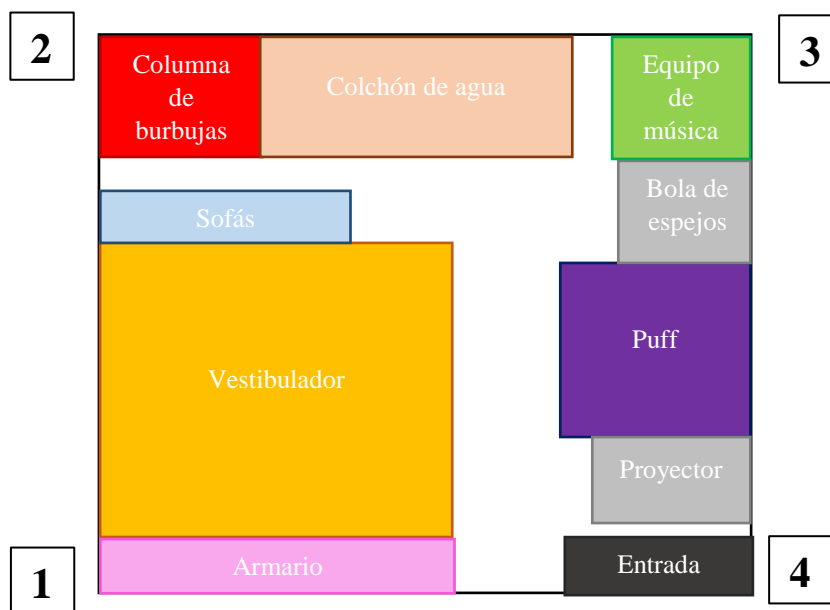 2
Columna
de
burbujas
Colchón de agua
Equipo
de
música
3
Bola de
espejos
Sofás
Puff
Vestibulador
Proyector
1
Armario
Entrada
4